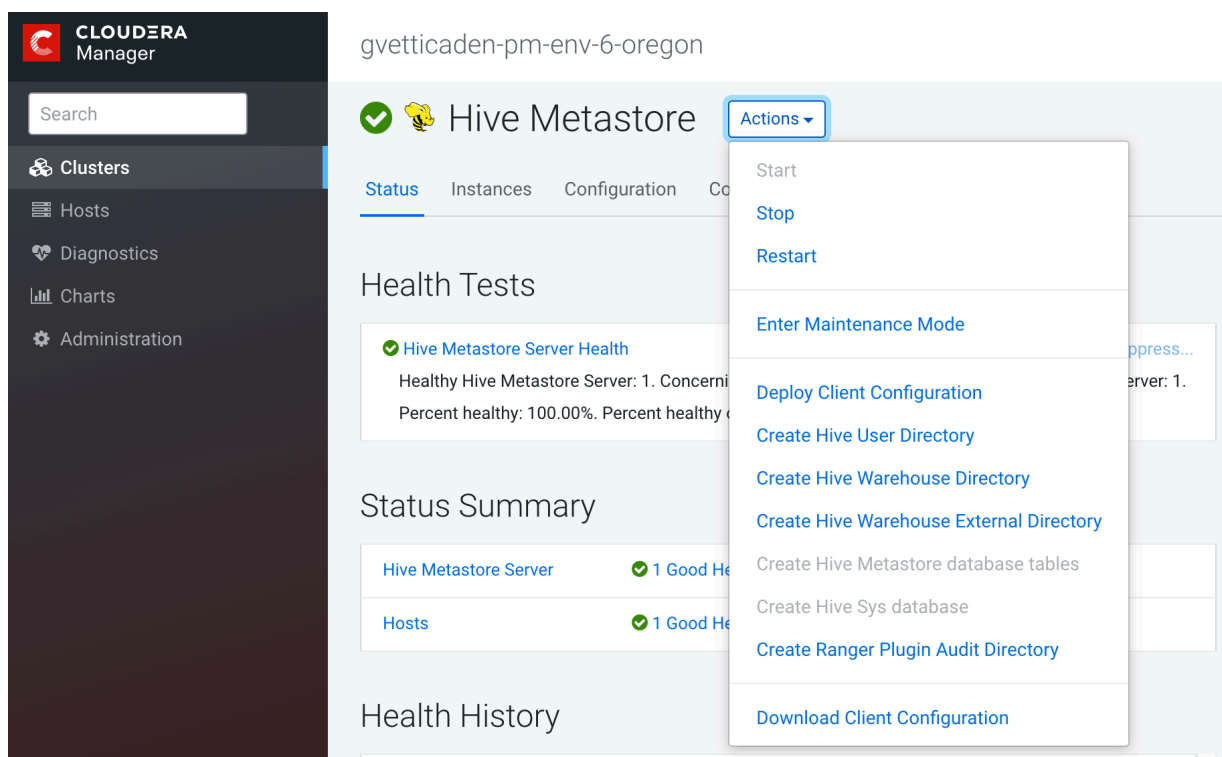 CLOUDERA
Manager
Search
Clusters
Hosts
Diagnostics
Charts
Administration
gvetticaden-pm-env-6-oregon
Hive Metastore
Actions
Status Instances Configuration
Start
Stop
Restart
Enter Maintenance Mode
Deploy Client Configuration
Create Hive User Directory
Create Hive Warehouse Directory
Create Hive Warehouse External Directory
Create Hive Metastore database tables
Create Hive Sys database
Create Ranger Plugin Audit Directory
Download Client Configuration
Health Tests
Hive Metastore Server Health
Healthy Hive Metastore Server: 1. : 1.
Percent healthy: 100.00%. Percent healthy
Status Summary
Hive Metastore Server 1 Good
Hosts 1 Good
Health History